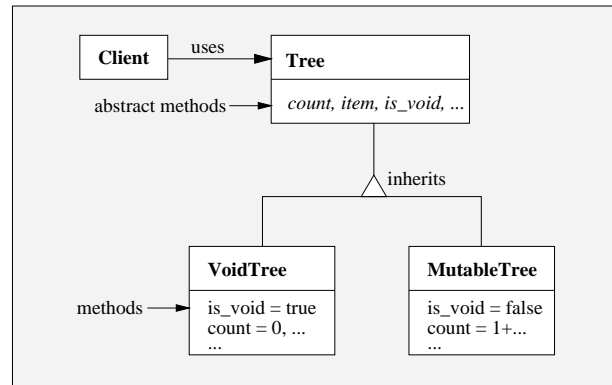 Client
uses
Tree
abstract methods
count, item, is_void, ...
inherits
VoidTree
MutableTree
methods
is_void = true
count = 0, ...
...
is_void = false
count = 1+...
...